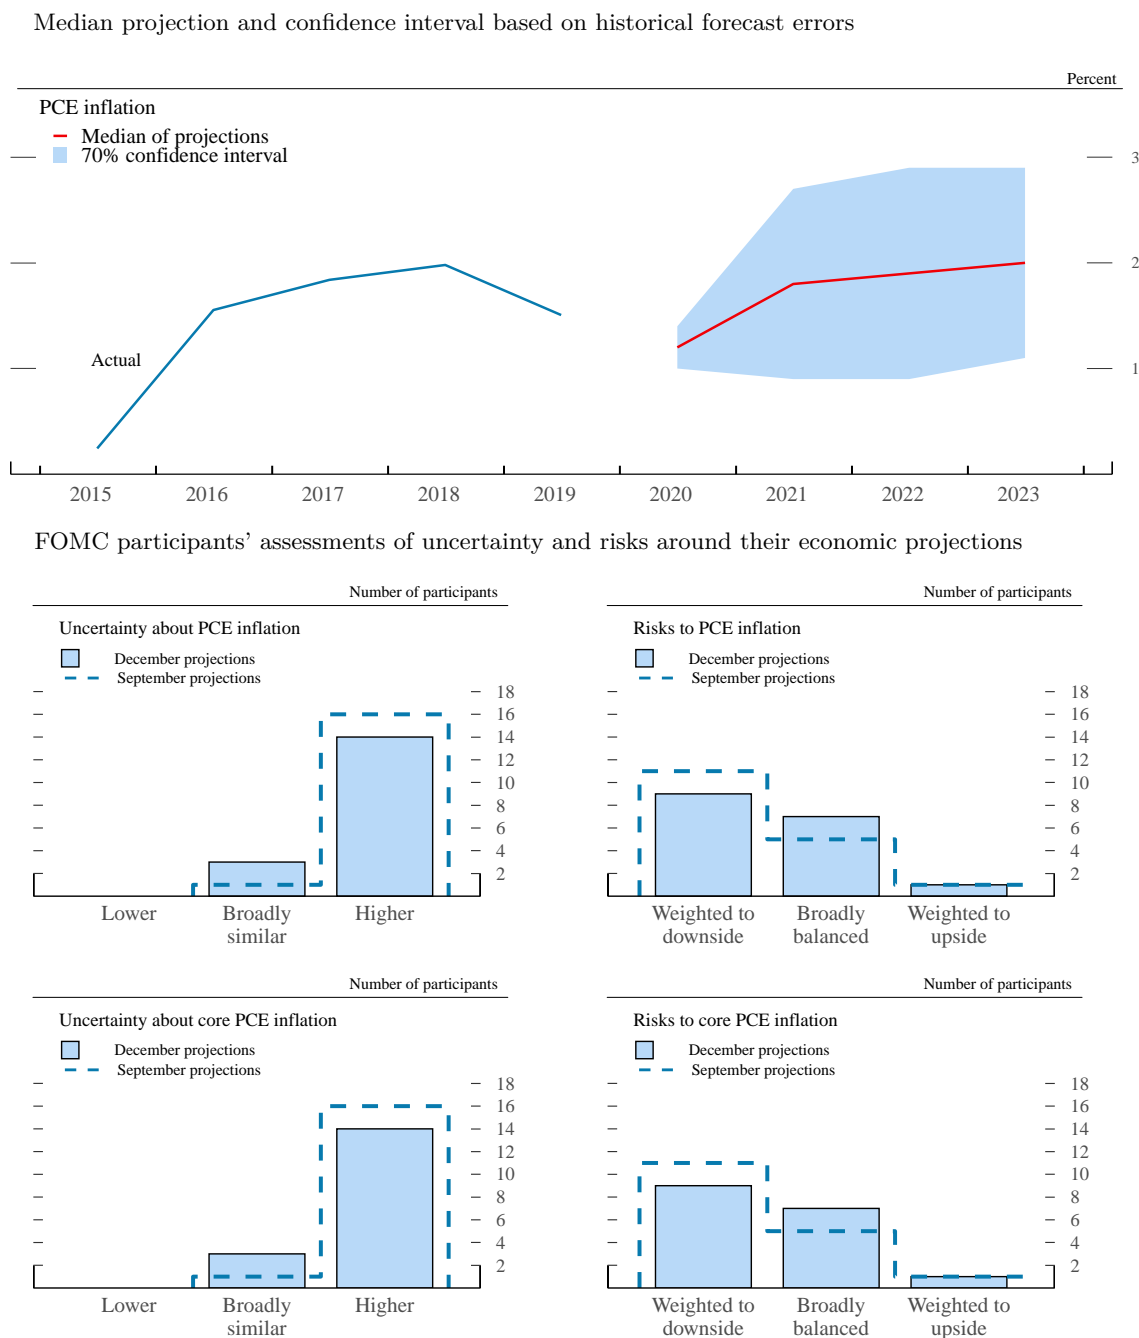 Median projection and confidence interval based on historical forecast errors
Percent
PCE inflation
Median of projections
70% confidence interval
3
2
1
Actual
2015 2016 2017 2018 2019 2020 2021 2022 2023
FOMC participants’ assessments of uncertainty and risks around their economic projections
Number of participants
Uncertainty about PCE inflation
December projections
September projections
18
16
14
12
10
8
6
4
2
Lower Broadly similar Higher
Number of participants
Risks to PCE inflation
December projections
September projections
18
16
14
12
10
8
6
4
2
Weighted to downside Broadly balanced Weighted to upside
Number of participants
Uncertainty about core PCE inflation
December projections
September projections
18
16
14
12
10
8
6
4
2
Lower Broadly similar Higher
Number of participants
Risks to core PCE inflation
December projections
September projections
18
16
14
12
10
8
6
4
2
Weighted to downside Broadly balanced Weighted to upside